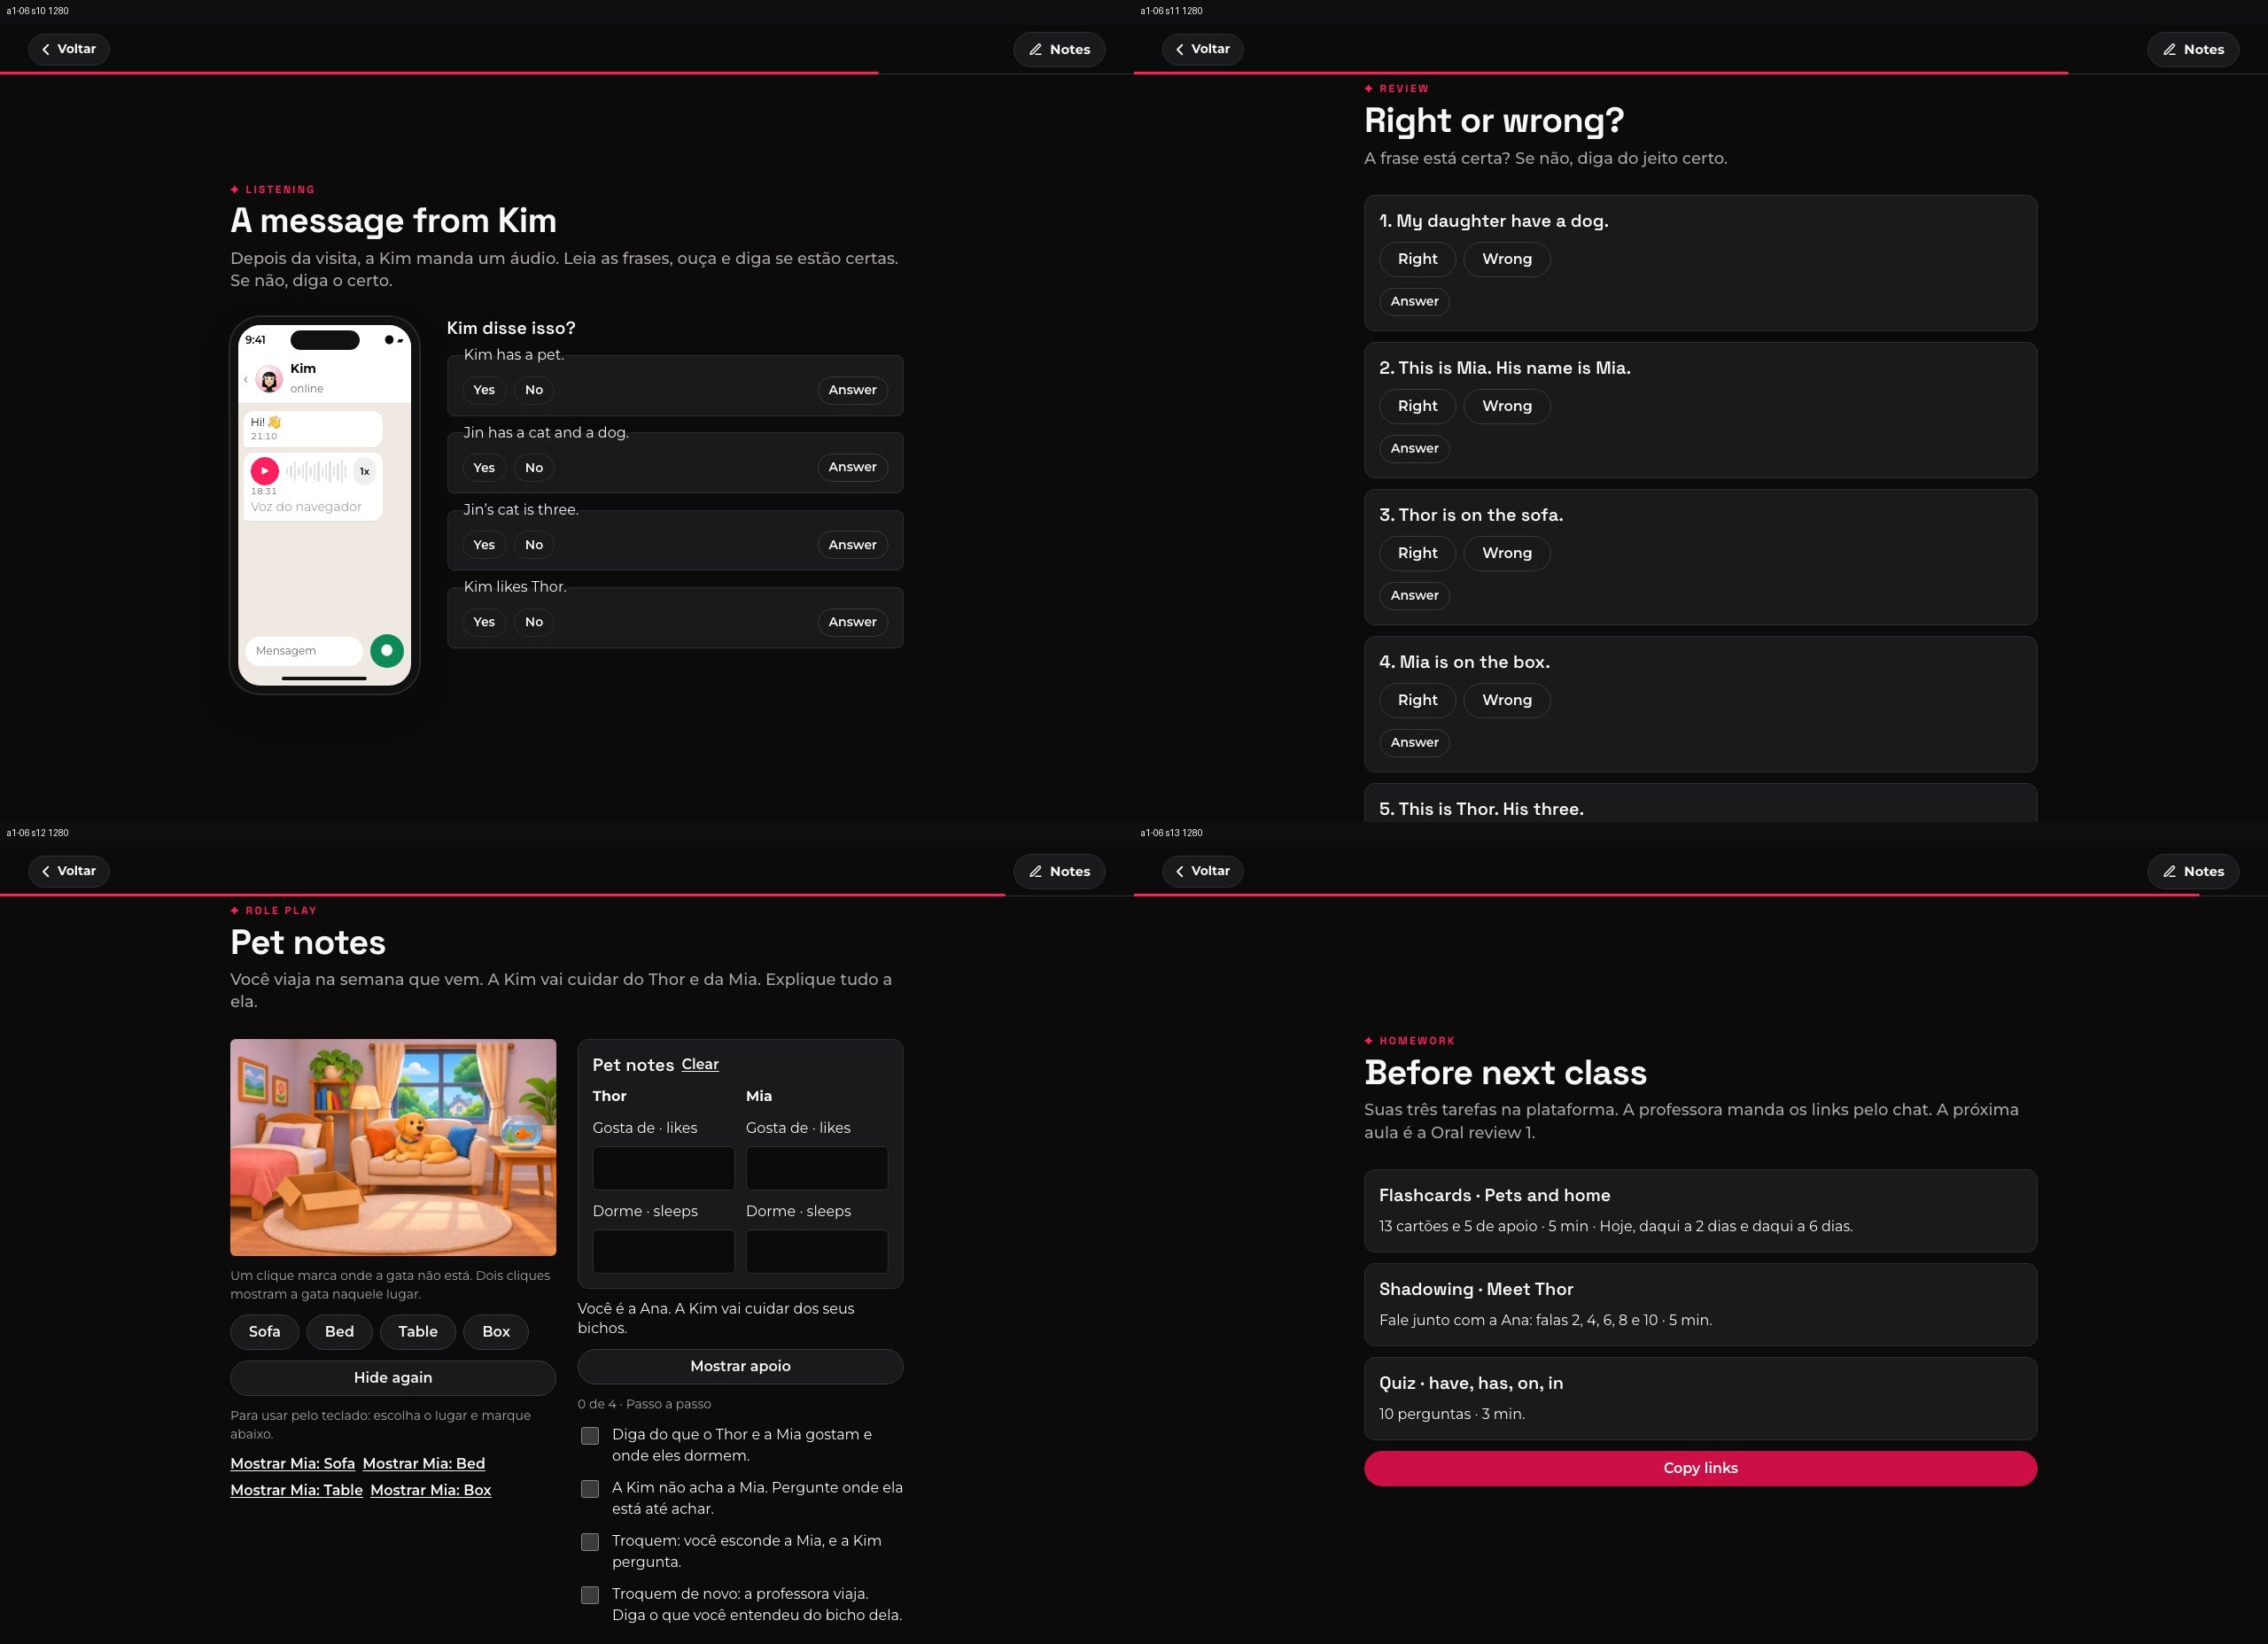 a1-06 s10 1280
Voltar
Notes
LISTENING
A message from Kim
Depois da visita, a Kim manda um áudio. Leia as frases, ouça e diga se estão certas.
Se não, diga o certo.
9:41
Kim
online
Hi! 👋
21:10
1x
18:31
Voz do navegador
Mensagem
Kim disse isso?
Kim has a pet.
Yes No Answer
Jin has a cat and a dog.
Yes No Answer
Jin's cat is three.
Yes No Answer
Kim likes Thor.
Yes No Answer
a1-06 s11 1280
Voltar
Notes
REVIEW
Right or wrong?
A frase está certa? Se não, diga do jeito certo.
1. My daughter have a dog.
Right Wrong
Answer
2. This is Mia. His name is Mia.
Right Wrong
Answer
3. Thor is on the sofa.
Right Wrong
Answer
4. Mia is on the box.
Right Wrong
Answer
5. This is Thor. His three.
a1-06 s12 1280
Voltar
Notes
ROLE PLAY
Pet notes
Você viaja na semana que vem. A Kim vai cuidar do Thor e da Mia. Explique tudo a
ela.
Um clique marca onde a gata não está. Dois cliques
mostram a gata naquele lugar.
Sofa Bed Table Box
Hide again
Para usar pelo teclado: escolha o lugar e marque
abaixo.
Mostrar Mia: Sofa Mostrar Mia: Bed
Mostrar Mia: Table Mostrar Mia: Box
Pet notes Clear
Thor Mia
Gosta de · likes Gosta de · likes
Dorme · sleeps Dorme · sleeps
Você é a Ana. A Kim vai cuidar dos seus
bichos.
Mostrar apoio
0 de 4 · Passo a passo
Diga do que o Thor e a Mia gostam e
onde eles dormem.
A Kim não acha a Mia. Pergunte onde ela
está até achar.
Troquem: você esconde a Mia, e a Kim
pergunta.
Troquem de novo: a professora viaja.
Diga o que você entendeu do bicho dela.
a1-06 s13 1280
Voltar
Notes
HOMEWORK
Before next class
Suas três tarefas na plataforma. A professora manda os links pelo chat. A próxima
aula é a Oral review 1.
Flashcards · Pets and home
13 cartões e 5 de apoio · 5 min · Hoje, daqui a 2 dias e daqui a 6 dias.
Shadowing · Meet Thor
Fale junto com a Ana: falas 2, 4, 6, 8 e 10 · 5 min.
Quiz · have, has, on, in
10 perguntas · 3 min.
Copy links